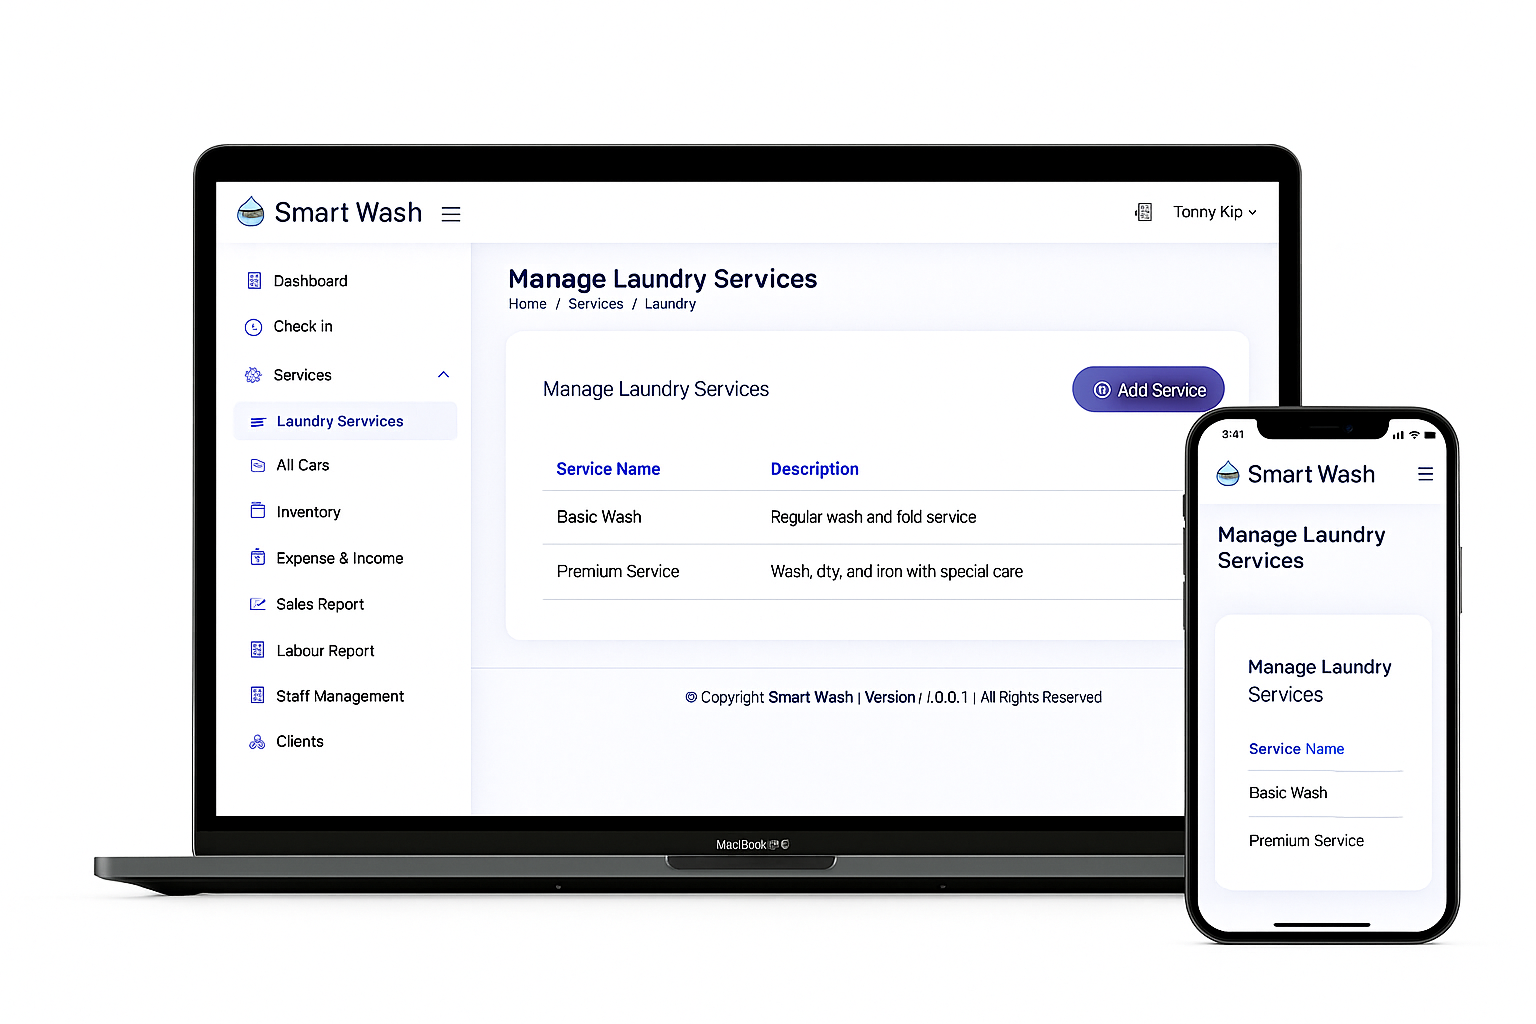 Smart Wash
Tonny Kip
Dashboard
Check in
Services
Laundry Servvices
All Cars
Inventory
Expense & Income
Sales Report
Labour Report
Staff Management
Clients
Manage Laundry Services
Home / Services / Laundry
Manage Laundry Services
Add Service
Service Name Description
Basic Wash Regular wash and fold service
Premium Service Wash, dty, and iron with special care
© Copyright Smart Wash | Version / /.0.0.1 | All Rights Reserved
MaclBook
3:41
Smart Wash
Manage Laundry
Services
Manage Laundry
Services
Service Name
Basic Wash
Premium Service